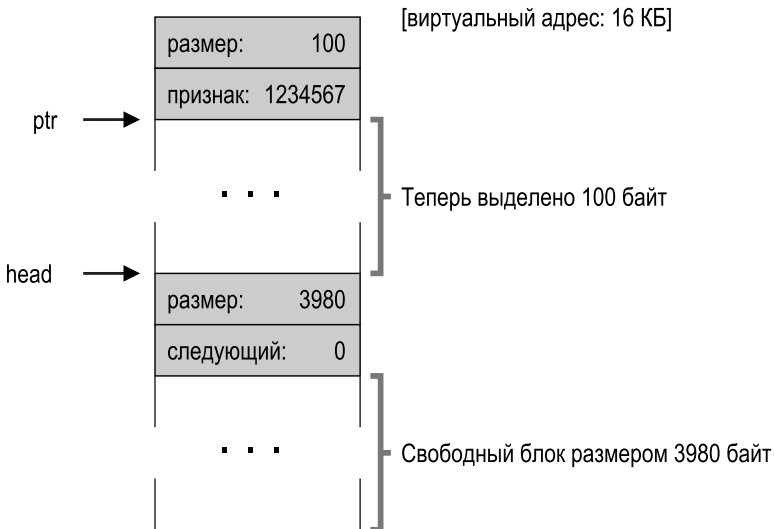 [виртуальный адрес: 16 КБ]
размер: 100
признак: 1234567
ptr
. . .
Теперь выделено 100 байт
head
размер: 3980
следующий: 0
. . .
Свободный блок размером 3980 байт